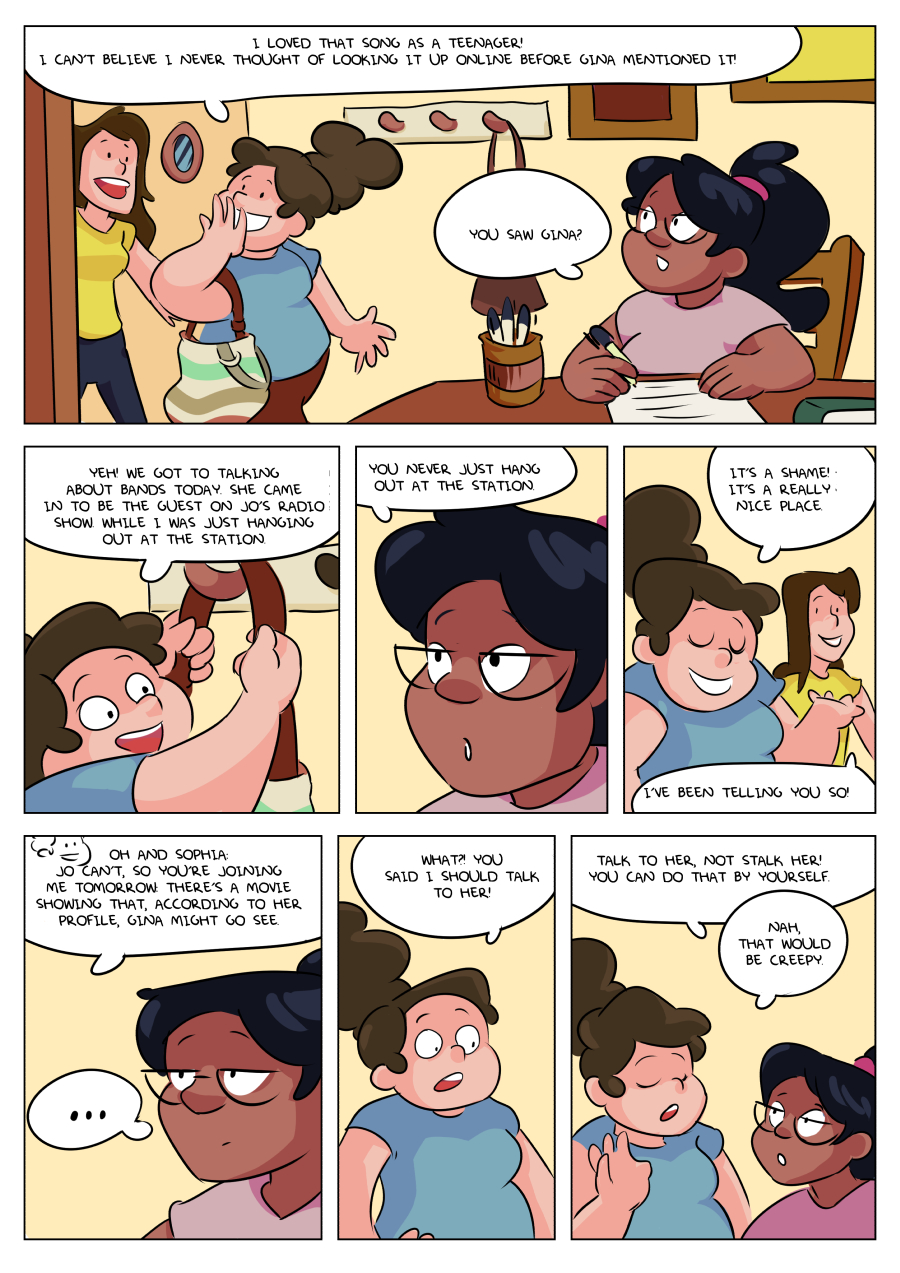 I LOVED THAT SONG AS A TEENAGER!
I CAN'T BELIEVE I NEVER THOUGHT OF LOOKING IT UP ONLINE BEFORE GINA MENTIONED IT!
YOU SAW GINA?
YEH! WE GOT TO TALKING
ABOUT BANDS TODAY. SHE CAME
IN TO BE THE GUEST ON JO'S RADIO
SHOW. WHILE I WAS JUST HANGING
OUT AT THE STATION.
YOU NEVER JUST HANG
OUT AT THE STATION.
IT'S A SHAME!
IT'S A REALLY
NICE PLACE.
I'VE BEEN TELLING YOU SO!
OH AND SOPHIA:
JO CAN'T, SO YOU'RE JOINING
ME TOMORROW. THERE'S A MOVIE
SHOWING THAT, ACCORDING TO HER
PROFILE, GINA MIGHT GO SEE.
...
WHAT?! YOU
SAID I SHOULD TALK
TO HER!
TALK TO HER, NOT STALK HER!
YOU CAN DO THAT BY YOURSELF.
NAH,
THAT WOULD
BE CREEPY.